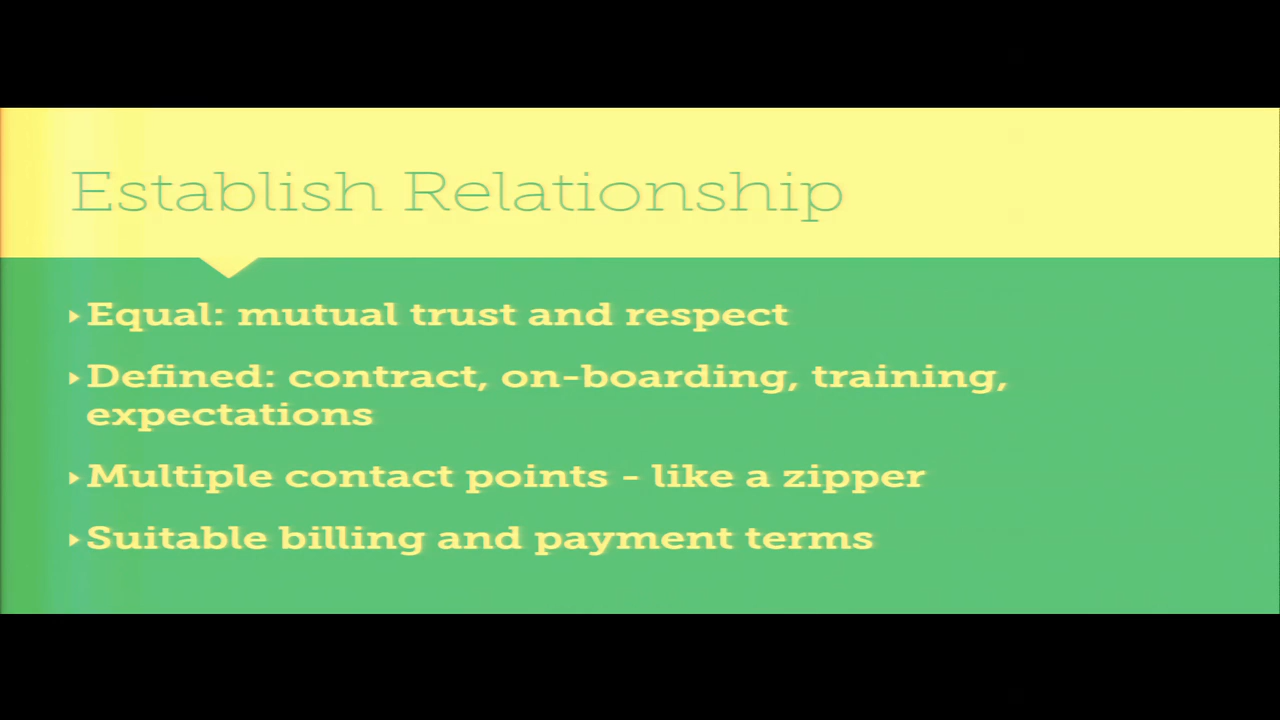 Establish Relationship
Equal: mutual trust and respect
Defined: contract, on-boarding, training,
expectations
Multiple contact points - like a zipper
Suitable billing and payment terms